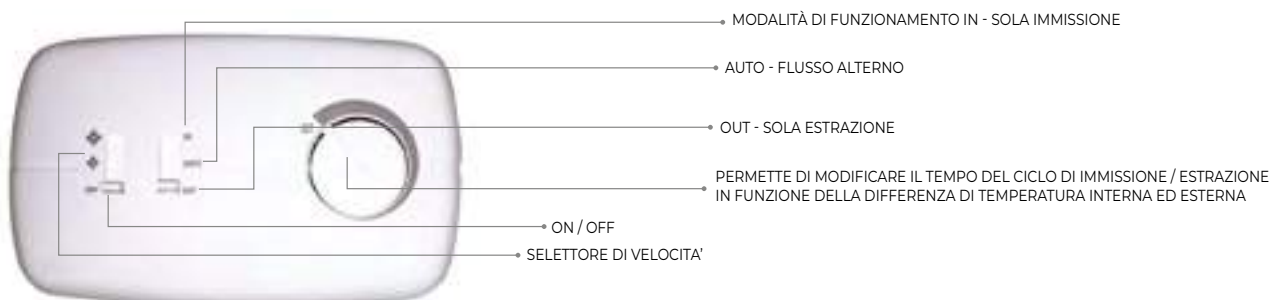 MODALITÀ DI FUNZIONAMENTO IN - SOLA IMMISSIONE
AUTO - FLUSSO ALTERNO
OUT - SOLA ESTRAZIONE
PERMETTE DI MODIFICARE IL TEMPO DEL CICLO DI IMMISSIONE / ESTRAZIONE
IN FUNZIONE DELLA DIFFERENZA DI TEMPERATURA INTERNA ED ESTERNA
ON / OFF
SELETTORE DI VELOCITA'